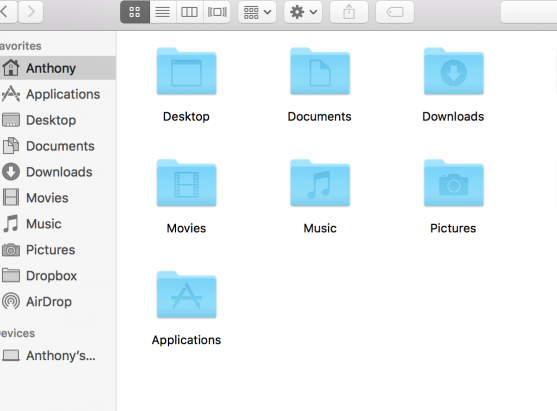 avorites
Anthony
Applications
Desktop
Documents
Downloads
Movies
Music
Pictures
Dropbox
AirDrop
evices
Anthony's...
Desktop
Documents
Downloads
Movies
Music
Pictures
Applications